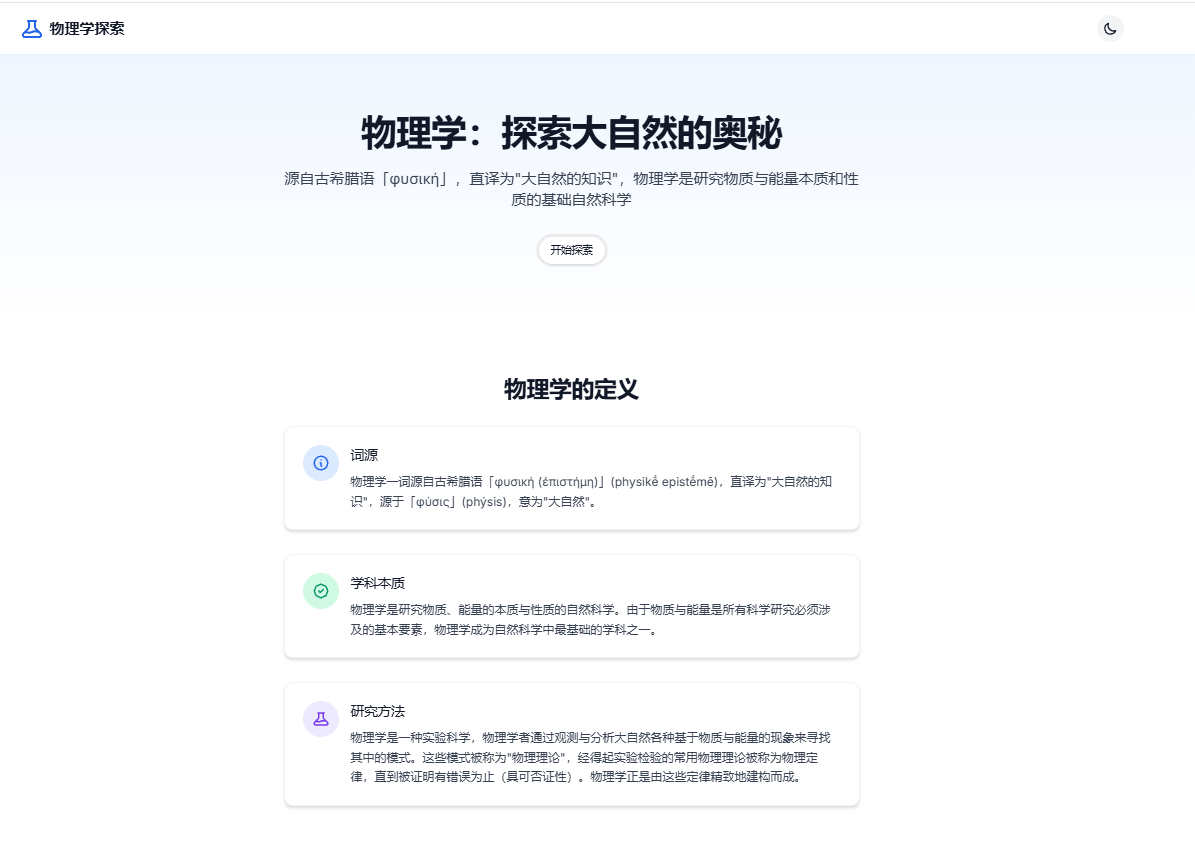 物理学探索
物理学：探索大自然的奥秘
源自古希腊语「φυσική」，直译为"大自然的知识"，物理学是研究物质与能量本质和性
质的基础自然科学
开始探索
物理学的定义
词源
物理学一词源自古希腊语「φυσική (ἐπιστήμη)」(physikḗ epistḗmē)，直译为"大自然的知
识"，源于「φύσις」(phýsis)，意为"大自然"。
学科本质
物理学是研究物质、能量的本质与性质的自然科学。由于物质与能量是所有科学研究必须涉
及的基本要素，物理学成为自然科学中最基础的学科之一。
研究方法
物理学是一种实验科学，物理学者通过观测与分析大自然各种基于物质与能量的现象来寻找
其中的模式。这些模式被称为"物理理论"，经得起实验检验的常用物理理论被称为物理定
律，直到被证明有错误为止（具可否证性）。物理学正是由这些定律精致地建构而成。